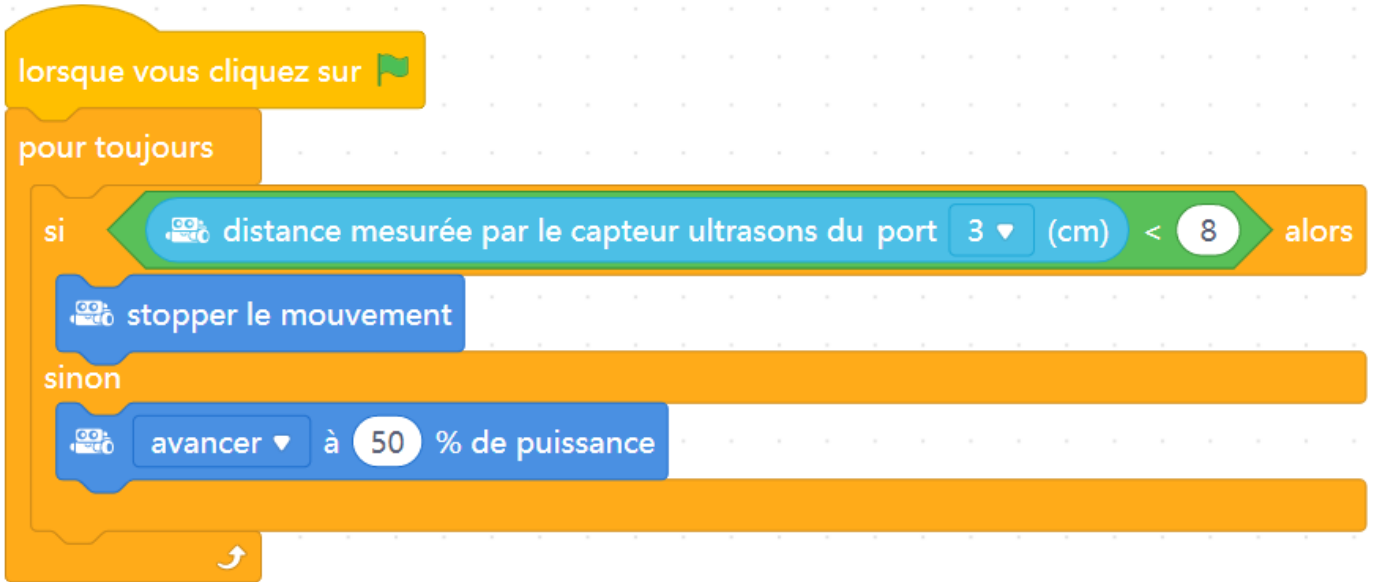 lorsque vous cliquez sur
pour toujours
si distance mesurée par le capteur ultrasons du port 3 (cm) < 8 alors
stopper le mouvement
sinon
avancer à 50 % de puissance